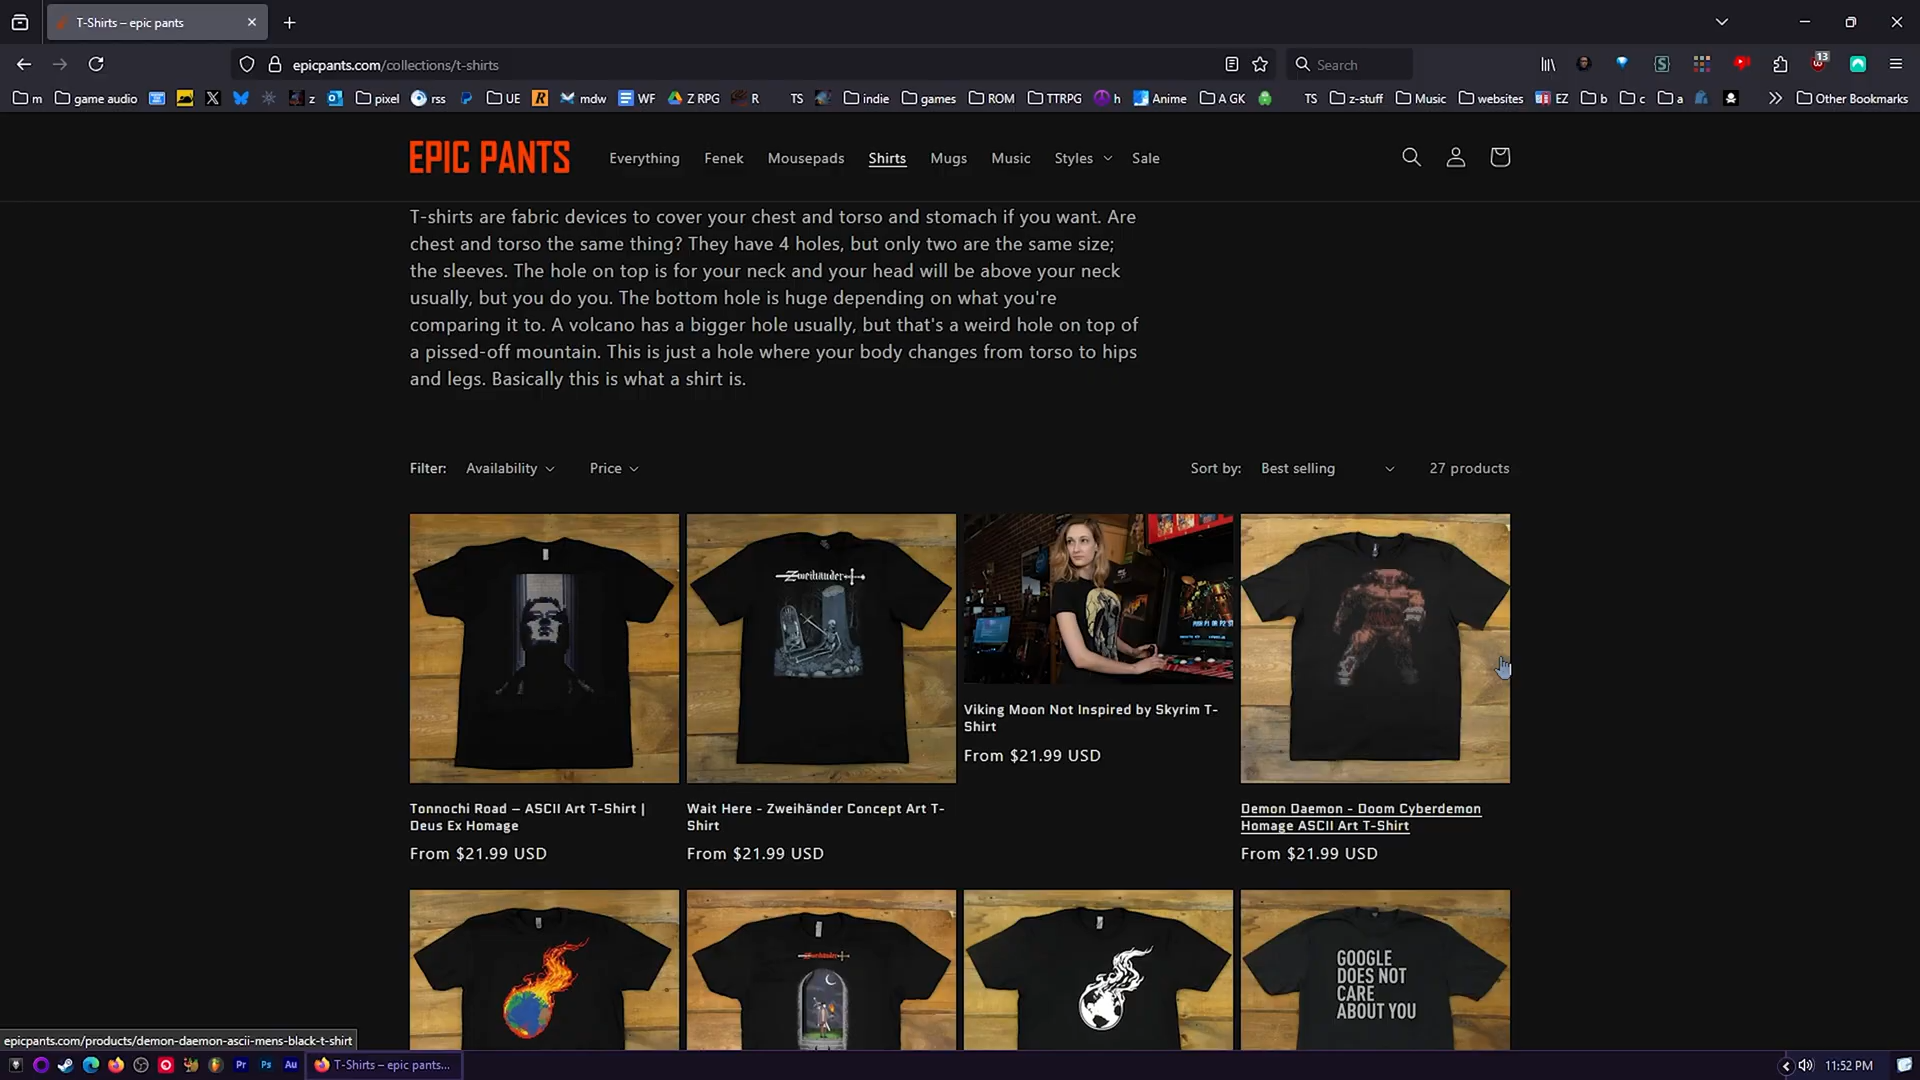 T-Shirts – epic pants
epicpants.com/collections/t-shirts
Search
13
m game audio z pixel rss UE mdw WF Z RPG R TS indie games ROM TTRPG h Anime A GK TS z-stuff Music websites EZ b c a Other Bookmarks
EPIC PANTS Everything Fenek Mousepads Shirts Mugs Music Styles Sale
T-shirts are fabric devices to cover your chest and torso and stomach if you want. Are
chest and torso the same thing? They have 4 holes, but only two are the same size;
the sleeves. The hole on top is for your neck and your head will be above your neck
usually, but you do you. The bottom hole is huge depending on what you're
comparing it to. A volcano has a bigger hole usually, but that's a weird hole on top of
a pissed-off mountain. This is just a hole where your body changes from torso to hips
and legs. Basically this is what a shirt is.
Filter: Availability Price Sort by: Best selling 27 products
Zweihänder
PUSH P1 OR P2 ST
Tonnochi Road – ASCII Art T-Shirt |
Deus Ex Homage
From $21.99 USD
Wait Here - Zweihänder Concept Art T-
Shirt
From $21.99 USD
Viking Moon Not Inspired by Skyrim T-
Shirt
From $21.99 USD
Demon Daemon - Doom Cyberdemon
Homage ASCII Art T-Shirt
From $21.99 USD
Zweihänder
GOOGLE
DOES NOT
CARE
ABOUT YOU
epicpants.com/products/demon-daemon-ascii-mens-black-t-shirt
Pr Ps Au T-Shirts – epic pants... 11:52 PM